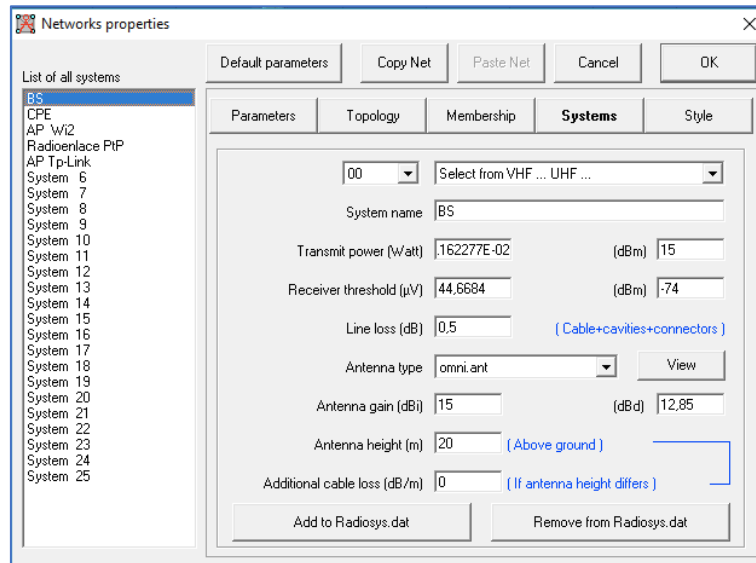 Networks properties
Default parameters Copy Net Paste Net Cancel OK
List of all systems
BS
CPE
AP Wi2
Radioenlace PtP
AP Tp-Link
System 6
System 7
System 8
System 9
System 10
System 11
System 12
System 13
System 14
System 15
System 16
System 17
System 18
System 19
System 20
System 21
System 22
System 23
System 24
System 25
Parameters Topology Membership Systems Style
00 Select from VHF ... UHF ...
System name BS
Transmit power (Watt) .162277E-02 (dBm) 15
Receiver threshold (µV) 44,6684 (dBm) -74
Line loss (dB) 0,5 ( Cable+cavities+connectors )
Antenna type omni.ant View
Antenna gain (dBi) 15 (dBd) 12,85
Antenna height (m) 20 ( Above ground )
Additional cable loss (dB/m) 0 ( If antenna height differs )
Add to Radiosys.dat Remove from Radiosys.dat